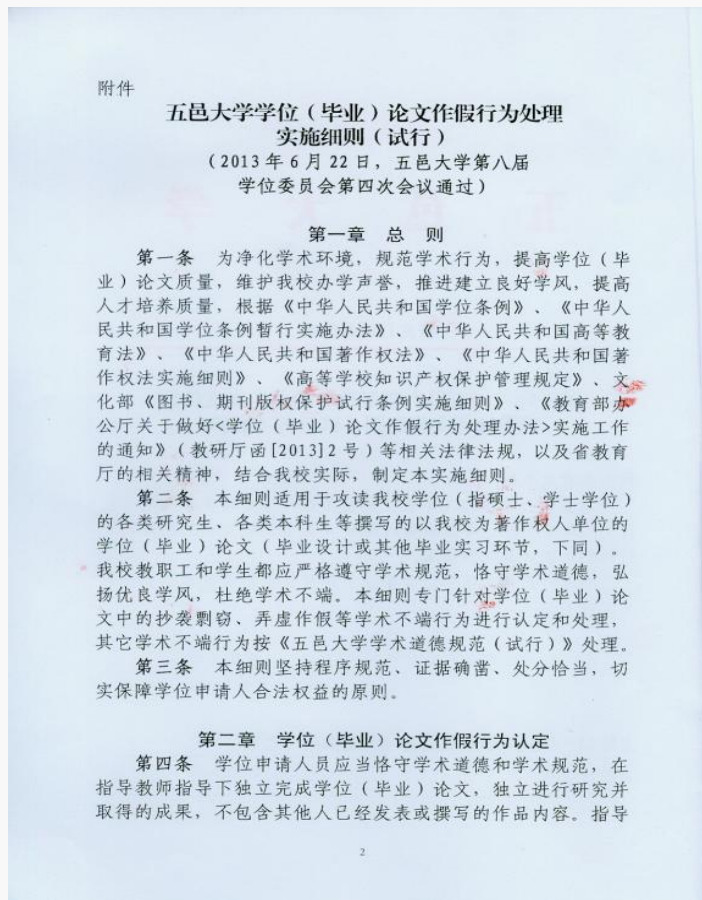 附件
五邑大学学位（毕业）论文作假行为处理
实施细则（试行）
（2013年6月22日，五邑大学第八届
学位委员会第四次会议通过）
第一章 总 则
第一条 为净化学术环境，规范学术行为，提高学位（毕
业）论文质量，维护我校办学声誉，推进建立良好学风，提高
人才培养质量，根据《中华人民共和国学位条例》、《中华人
民共和国学位条例暂行实施办法》、《中华人民共和国高等教
育法》、《中华人民共和国著作权法》、《中华人民共和国著
作权法实施细则》、《高等学校知识产权保护管理规定》、文
化部《图书、期刊版权保护试行条例实施细则》、《教育部办
公厅关于做好<学位（毕业）论文作假行为处理办法>实施工作
的通知》（教研厅函[2013]2号）等相关法律法规，以及省教育
厅的相关精神，结合我校实际，制定本实施细则。
第二条 本细则适用于攻读我校学位（指硕士、学士学位）
的各类研究生、各类本科生等撰写的以我校为著作权人单位的
学位（毕业）论文（毕业设计或其他毕业实习环节，下同）。
我校教职工和学生都应严格遵守学术规范，恪守学术道德，弘
扬优良学风，杜绝学术不端。本细则专门针对学位（毕业）论
文中的抄袭剽窃、弄虚作假等学术不端行为进行认定和处理，
其它学术不端行为按《五邑大学学术道德规范（试行）》处理。
第三条 本细则坚持程序规范、证据确凿、处分恰当，切
实保障学位申请人合法权益的原则。
第二章 学位（毕业）论文作假行为认定
第四条 学位申请人员应当恪守学术道德和学术规范，在
指导教师指导下独立完成学位（毕业）论文，独立进行研究并
取得的成果，不包含其他人已经发表或撰写的作品内容。指导
2